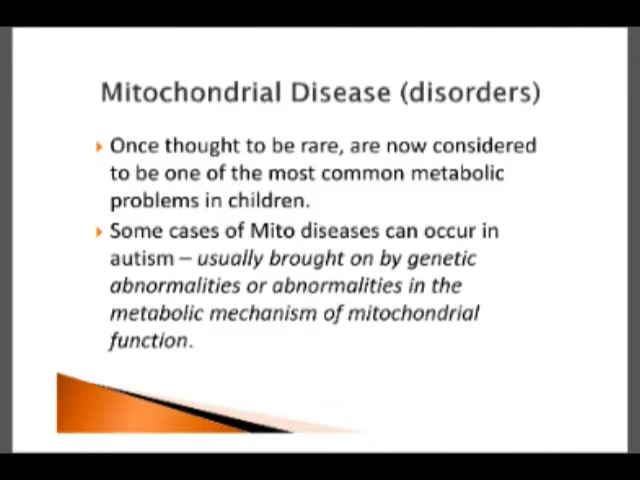 Mitochondrial Disease (disorders)
Once thought to be rare, are now considered
to be one of the most common metabolic
problems in children.
Some cases of Mito diseases can occur in
autism – usually brought on by genetic
abnormalities or abnormalities in the
metabolic mechanism of mitochondrial
function.